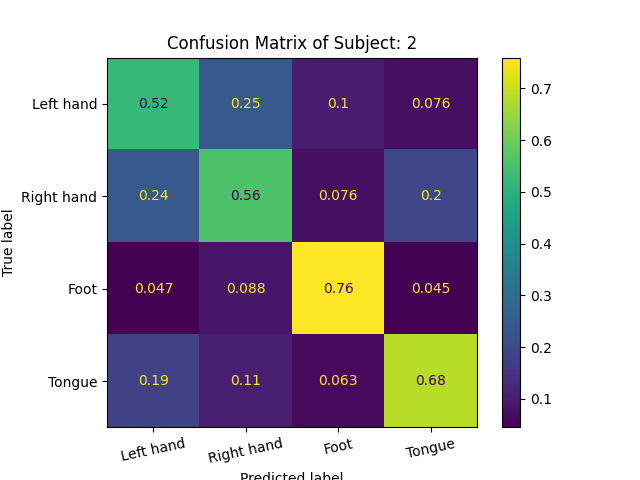 Confusion Matrix of Subject: 2
Left hand 0.52 0.25 0.1 0.076
Right hand 0.24 0.56 0.076 0.2
Foot 0.047 0.088 0.76 0.045
Tongue 0.19 0.11 0.063 0.68
Left hand Right hand Foot Tongue
Predicted label
True label
0.7
0.6
0.5
0.4
0.3
0.2
0.1